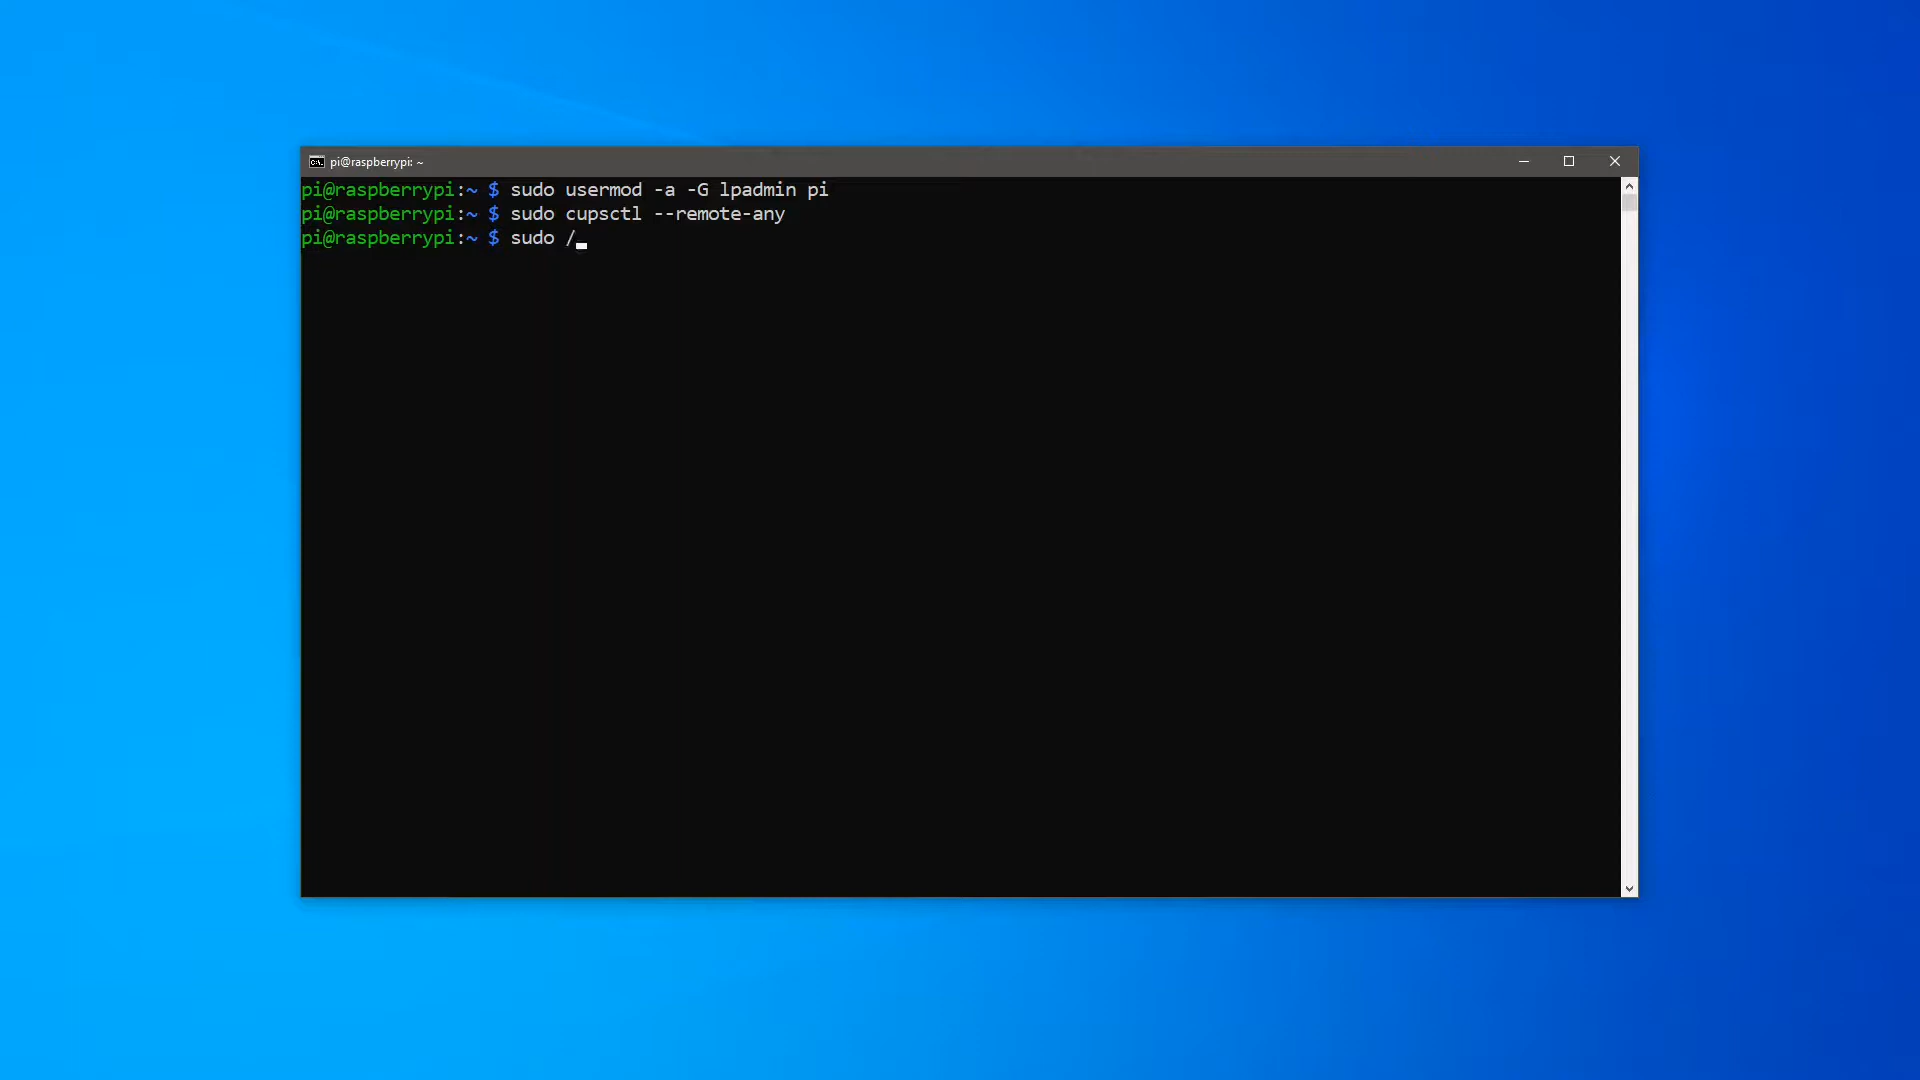 pi@raspberrypi: ~
pi@raspberrypi:~ $ sudo usermod -a -G lpadmin pi
pi@raspberrypi:~ $ sudo cupsctl --remote-any
pi@raspberrypi:~ $ sudo /